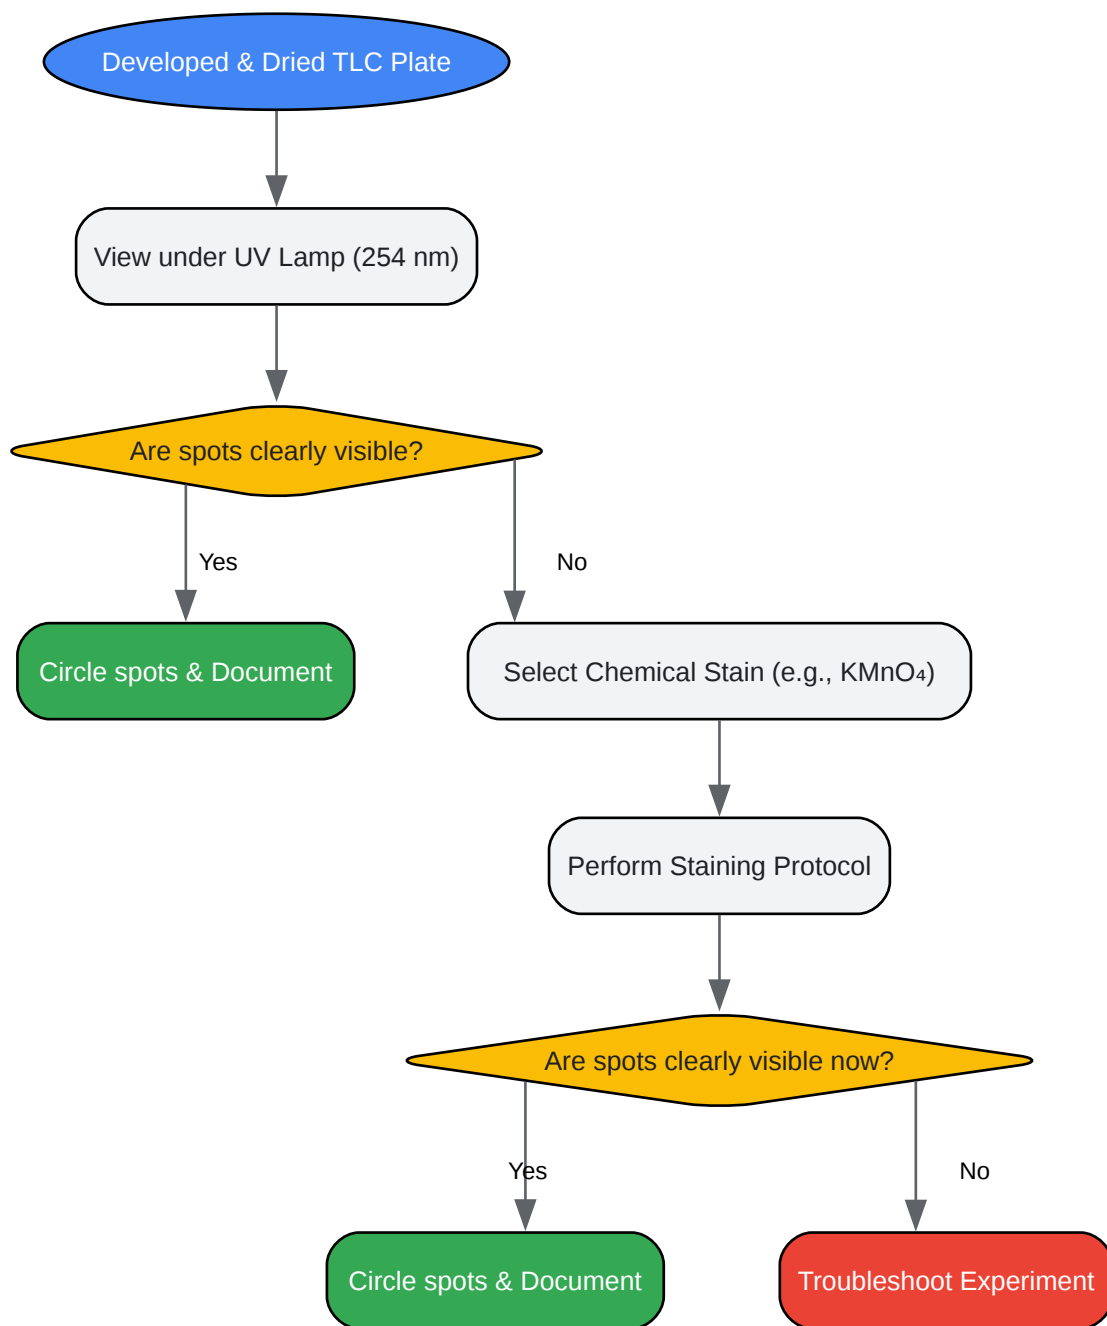 Developed & Dried TLC Plate
View under UV Lamp (254 nm)
Are spots clearly visible?
Yes
No
Circle spots & Document
Select Chemical Stain (e.g., KMnO₄)
Perform Staining Protocol
Are spots clearly visible now?
Yes
No
Circle spots & Document
Troubleshoot Experiment